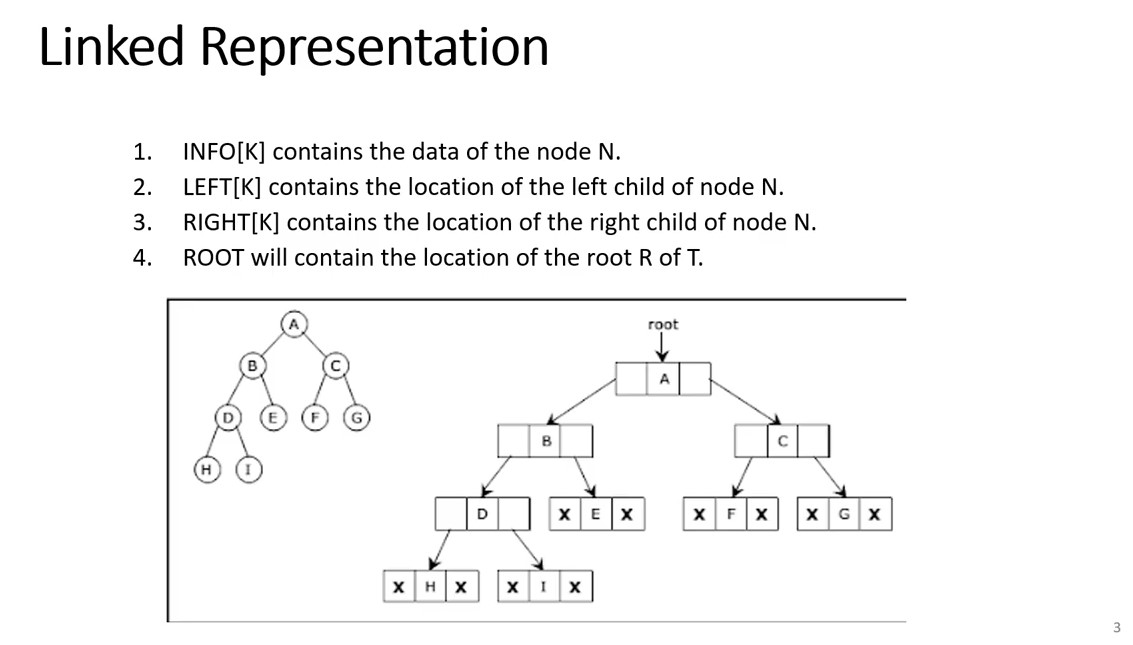 Linked Representation
1. INFO[K] contains the data of the node N.
2. LEFT[K] contains the location of the left child of node N.
3. RIGHT[K] contains the location of the right child of node N.
4. ROOT will contain the location of the root R of T.
A
B C
D E F G
H I
root
A
B C
D X E X X F X X G X
X H X X I X
3